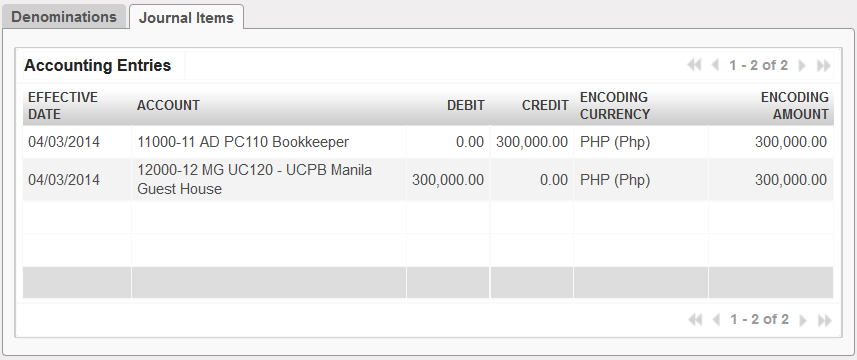 Denominations Journal Items
Accounting Entries 1 - 2 of 2
EFFECTIVE DATE ACCOUNT DEBIT CREDIT ENCODING CURRENCY ENCODING AMOUNT
04/03/2014 11000-11 AD PC110 Bookkeeper 0.00 300,000.00 PHP (Php) 300,000.00
04/03/2014 12000-12 MG UC120 - UCPB Manila Guest House 300,000.00 0.00 PHP (Php) 300,000.00
1 - 2 of 2